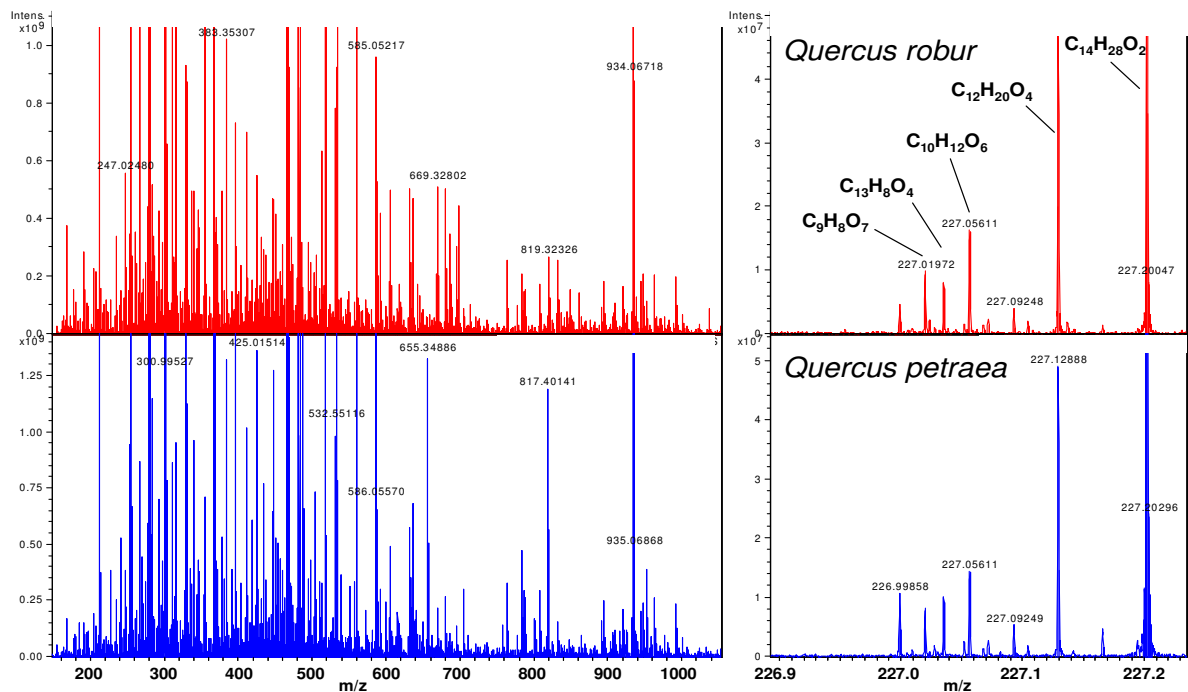 Intens.
x10⁹
1.0
0.8
0.6
0.4
0.2
0.0
383.35307
585.05217
934.06718
247.02480
669.32802
819.32326
Intens.
x10⁷
4
3
2
1
0
Quercus robur
C₁₄H₂₈O₂
C₁₂H₂₀O₄
C₁₀H₁₂O₆
C₁₃H₈O₄
C₉H₈O₇
227.05611
227.01972
227.09248
227.20047
x10⁹
1.25
1.00
0.75
0.50
0.25
0.00
300.99527
425.01514
655.34886
817.40141
532.55116
586.05570
935.06868
200 300 400 500 600 700 800 900 1000
m/z
x10⁷
5
4
3
2
1
0
Quercus petraea
227.12888
227.20296
227.05611
226.99858
227.09249
226.9 227.0 227.1 227.2
m/z